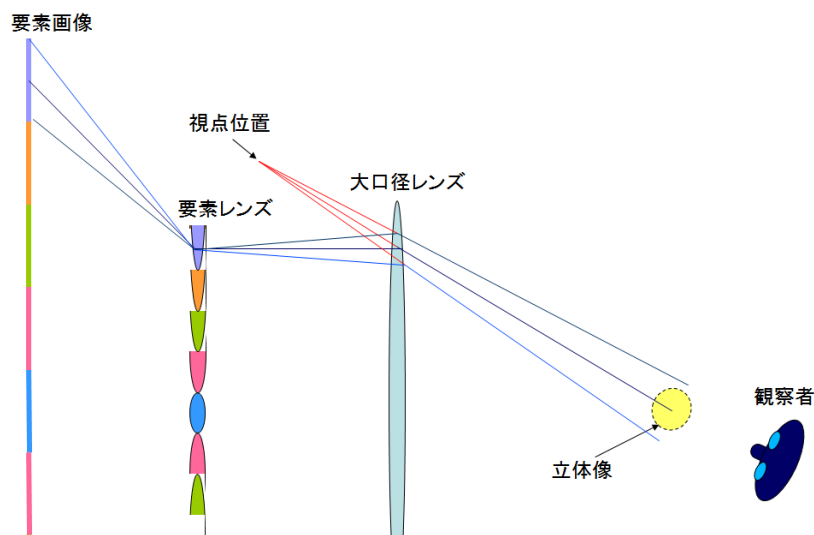 要素画像
視点位置
大口径レンズ
要素レンズ
観察者
立体像